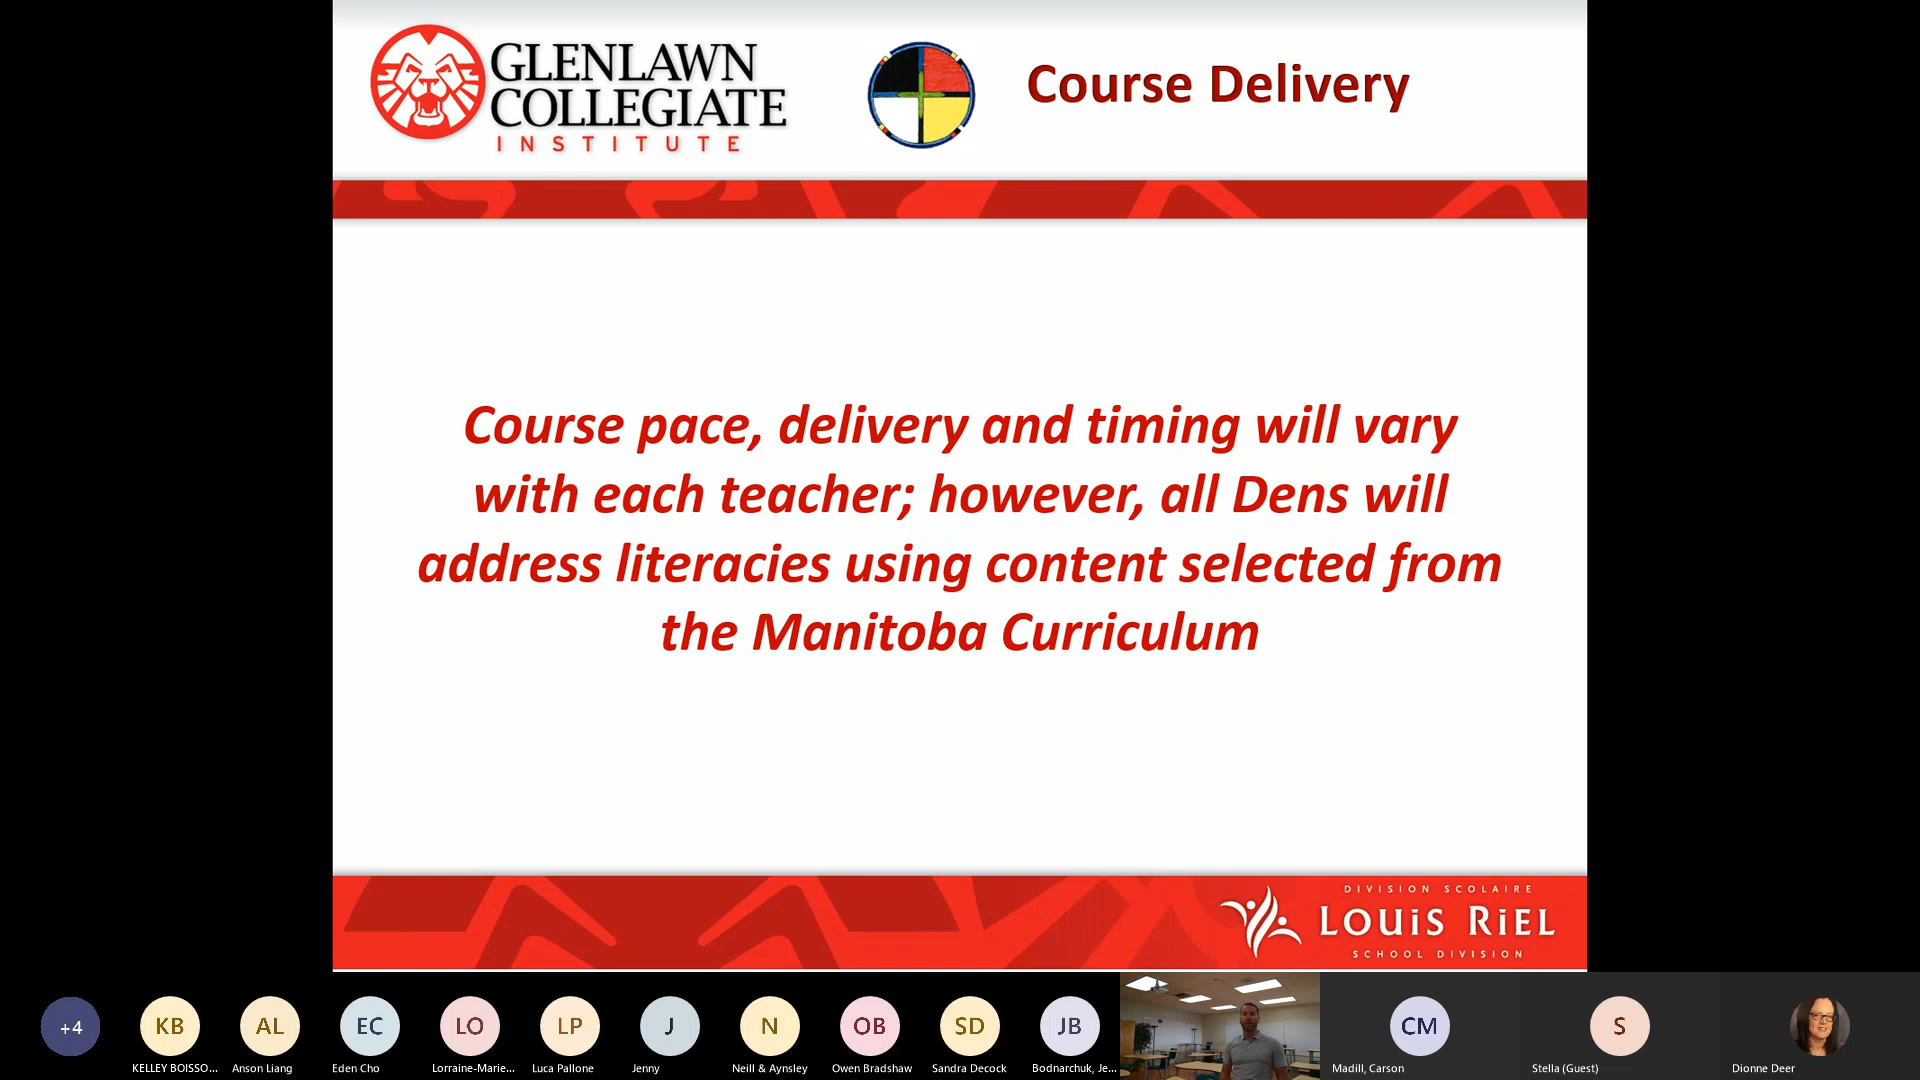 GLENLAWN
COLLEGIATE
INSTITUTE
Course Delivery
Course pace, delivery and timing will vary
with each teacher; however, all Dens will
address literacies using content selected from
the Manitoba Curriculum
DIVISION SCOLAIRE
LOUiS RiEL
SCHOOL DIVISION
+4
KB
AL
EC
LO
LP
J
N
OB
SD
JB
CM
S
KELLEY BOISSO...
Anson Liang
Eden Cho
Lorraine-Marie...
Luca Pallone
Jenny
Neill & Aynsley
Owen Bradshaw
Sandra Decock
Bodnarchuk, Je...
Madill, Carson
Stella (Guest)
Dionne Deer